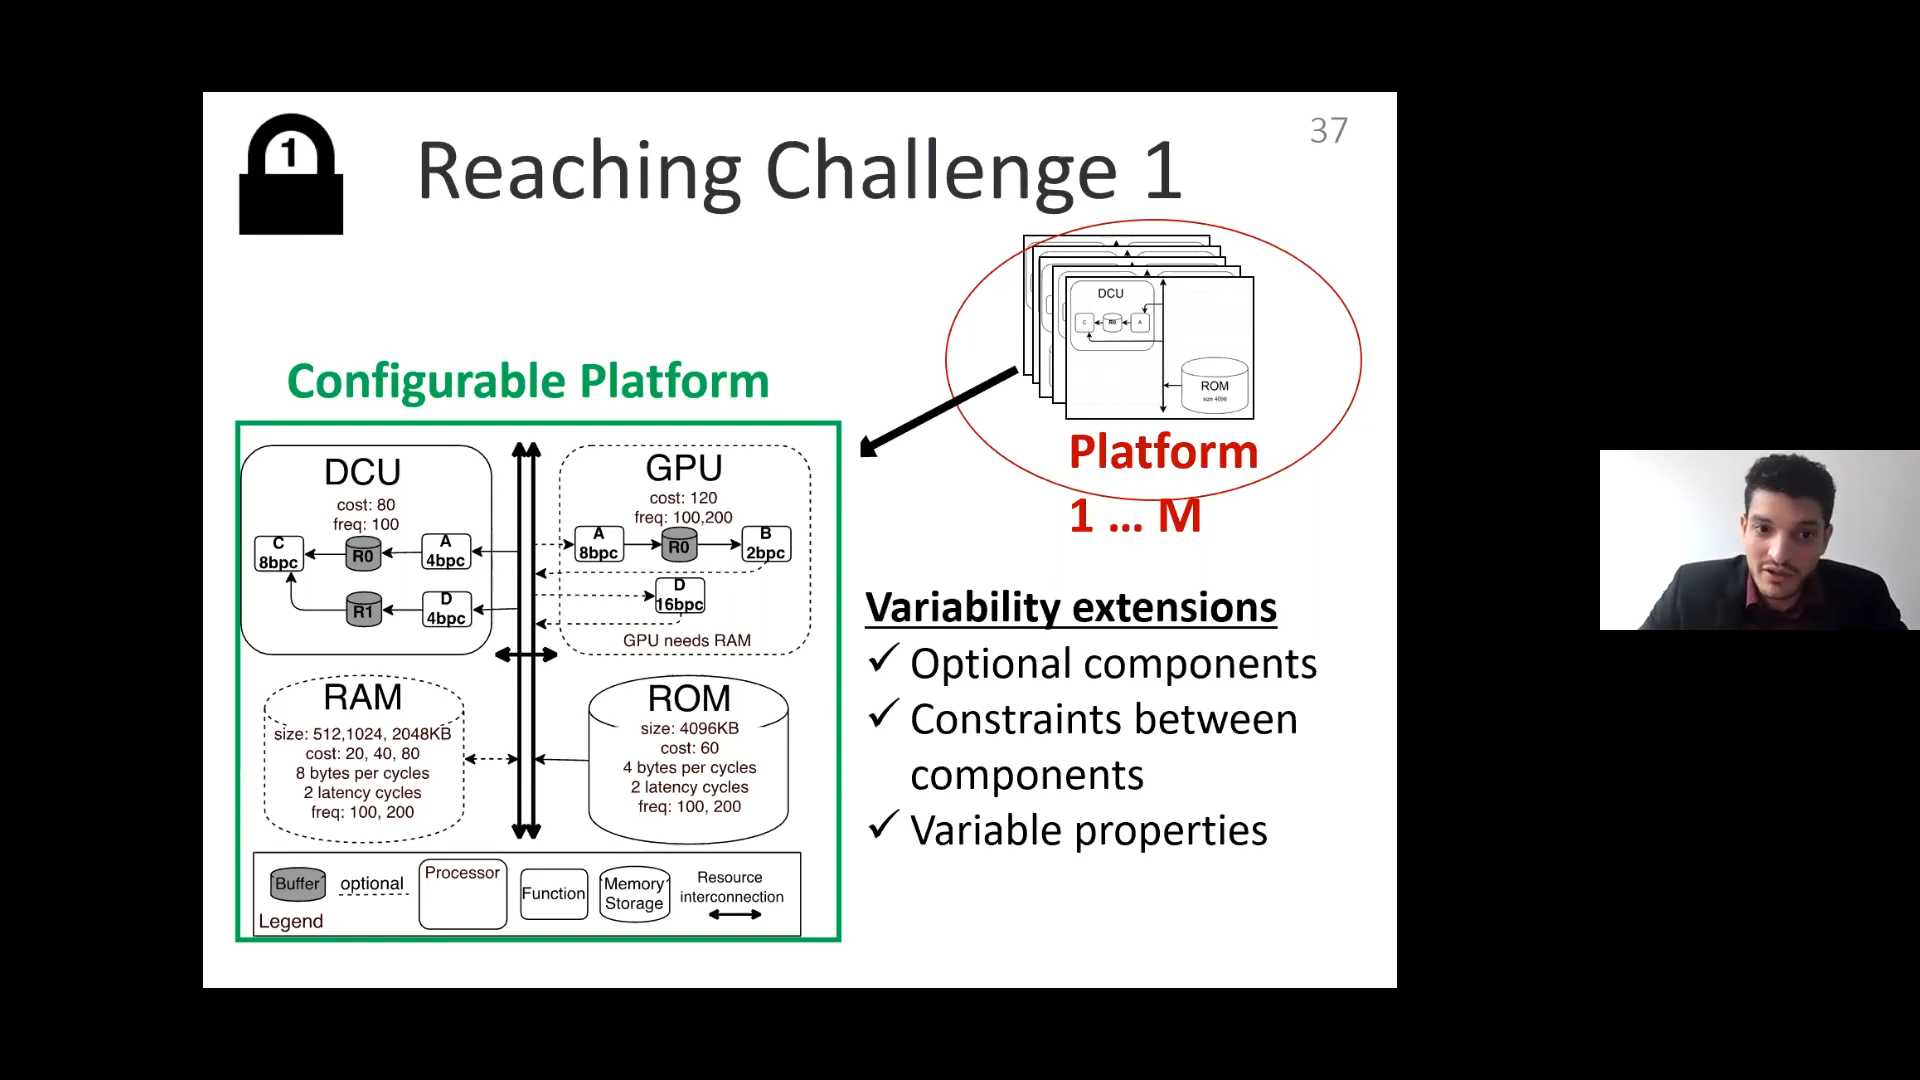 1
Reaching Challenge 1
37
DCU
C
R0
A
ROM
size 4096
Platform
1 ... M
Configurable Platform
DCU
cost: 80
freq: 100
C
8bpc
R0
A
4bpc
R1
D
4bpc
GPU
cost: 120
freq: 100,200
A
8bpc
R0
B
2bpc
D
16bpc
GPU needs RAM
RAM
size: 512,1024, 2048KB
cost: 20, 40, 80
8 bytes per cycles
2 latency cycles
freq: 100, 200
ROM
size: 4096KB
cost: 60
4 bytes per cycles
2 latency cycles
freq: 100, 200
Buffer
optional
Processor
Function
Memory
Storage
Resource
interconnection
Legend
Variability extensions
✓ Optional components
✓ Constraints between
components
✓ Variable properties